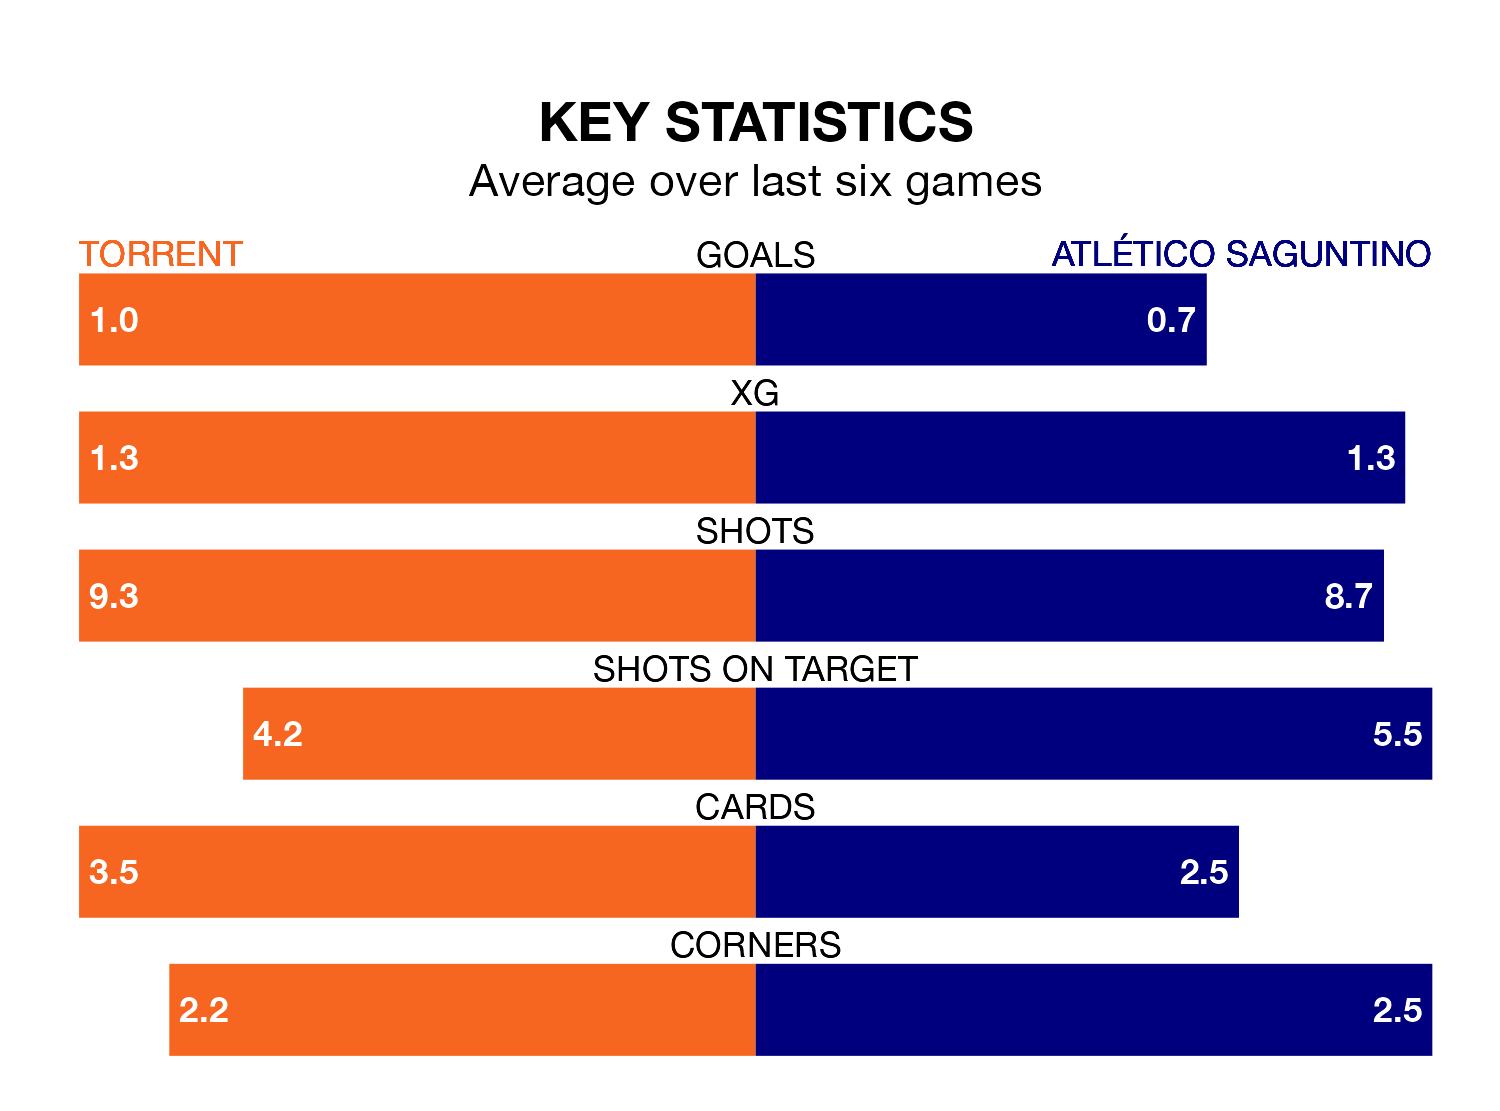 KEY STATISTICS
Average over last six games
TORRENT GOALS ATLÉTICO SAGUNTINO
1.0 0.7
XG
1.3 1.3
SHOTS
9.3 8.7
SHOTS ON TARGET
4.2 5.5
CARDS
3.5 2.5
CORNERS
2.2 2.5